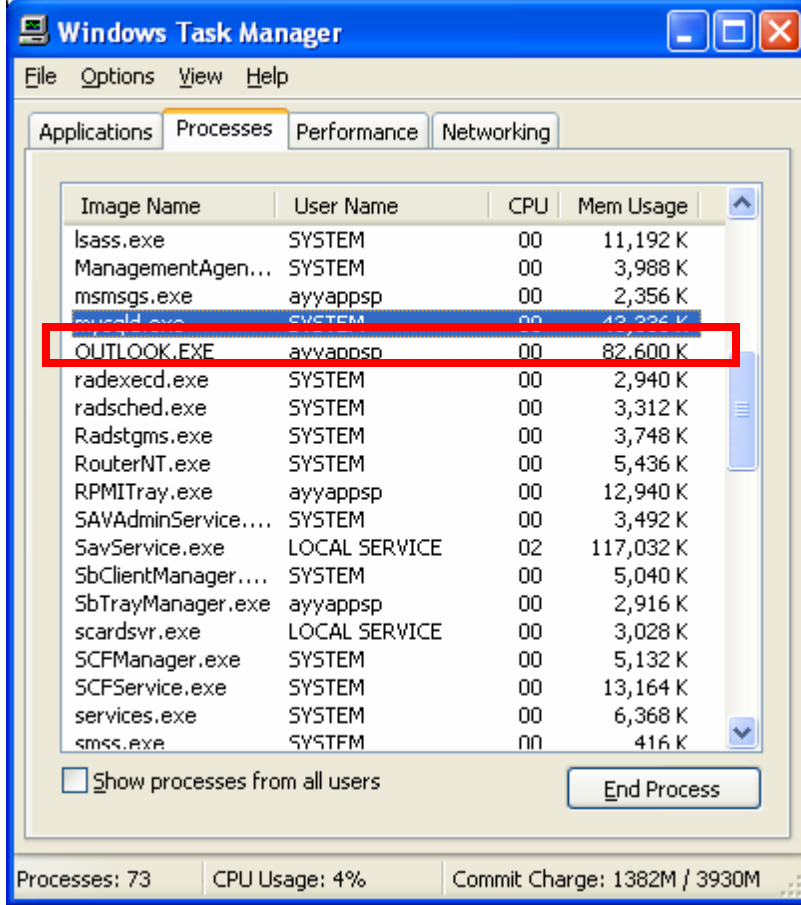 Windows Task Manager
File Options View Help
Applications Processes Performance Networking
Image Name User Name CPU Mem Usage
lsass.exe SYSTEM 00 11,192 K
ManagementAgen... SYSTEM 00 3,988 K
msmsgs.exe ayyappsp 00 2,356 K
mysqld.exe SYSTEM 00 43,336 K
OUTLOOK.EXE ayyappsp 00 82,600 K
radexecd.exe SYSTEM 00 2,940 K
radsched.exe SYSTEM 00 3,312 K
Radstgms.exe SYSTEM 00 3,748 K
RouterNT.exe SYSTEM 00 5,436 K
RPMITray.exe ayyappsp 00 12,940 K
SAVAdminService.... SYSTEM 00 3,492 K
SavService.exe LOCAL SERVICE 02 117,032 K
SbClientManager.... SYSTEM 00 5,040 K
SbTrayManager.exe ayyappsp 00 2,916 K
scardsvr.exe LOCAL SERVICE 00 3,028 K
SCFManager.exe SYSTEM 00 5,132 K
SCFService.exe SYSTEM 00 13,164 K
services.exe SYSTEM 00 6,368 K
smss.exe SYSTEM 00 416 K
Show processes from all users
End Process
Processes: 73 CPU Usage: 4% Commit Charge: 1382M / 3930M